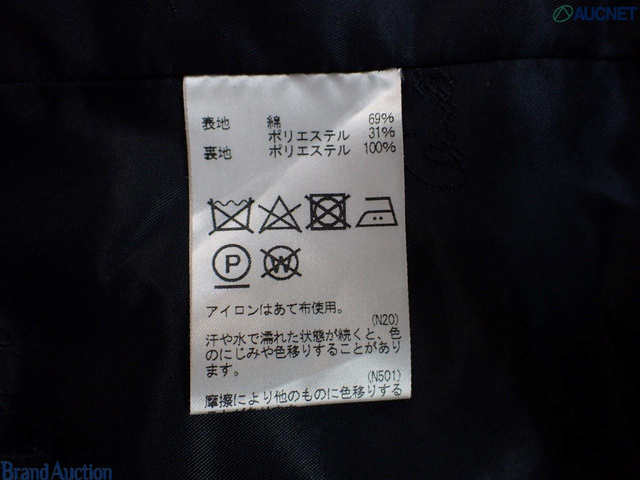 AUCNET
表地 綿 69%
ポリエステル 31%
裏地 ポリエステル 100%
P W
アイロンはあて布使用。
(N20)
汗や水で濡れた状態が続くと、色
のにじみや色移りすることがあり
ます。
(N501)
摩擦により他のものに色移りする
Brand Auction